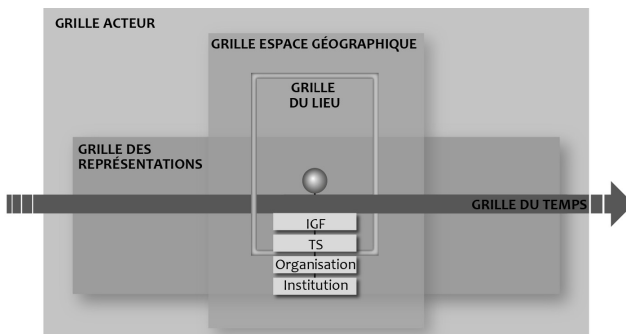 GRILLE ACTEUR
GRILLE ESPACE GÉOGRAPHIQUE
GRILLE
DU LIEU
GRILLE DES
REPRÉSENTATIONS
GRILLE DU TEMPS
IGF
TS
Organisation
Institution